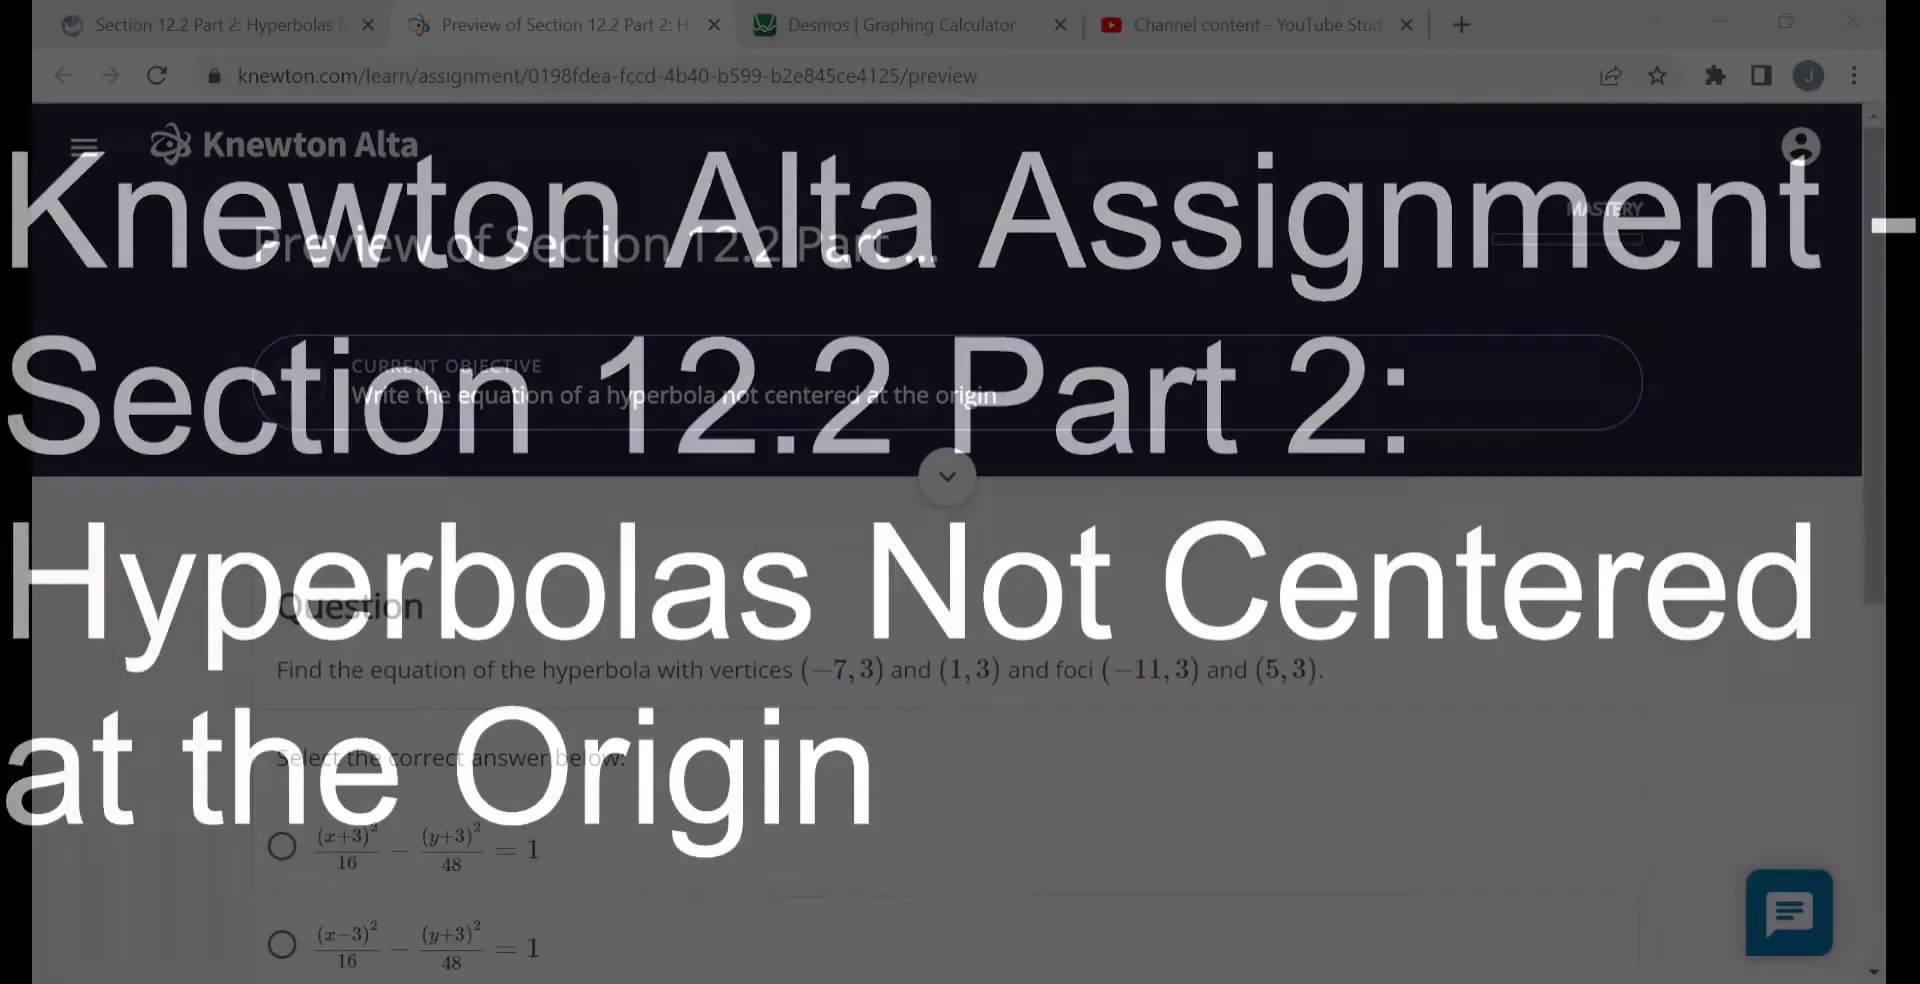 Section 12.2 Part 2: Hyperbolas
Preview of Section 12.2 Part 2: H
Desmos | Graphing Calculator
Channel content - YouTube Stud
knewton.com/learn/assignment/0198fdea-fccd-4b40-b599-b2e845ce4125/preview
J
Knewton Alta
Knewton Alta Assignment -
Section 12.2 Part 2:
Hyperbolas Not Centered
at the Origin
MASTERY
Preview of Section 12.2 Part ...
CURRENT OBJECTIVE
Write the equation of a hyperbola not centered at the origin
Question
Find the equation of the hyperbola with vertices (−7, 3) and (1, 3) and foci (−11, 3) and (5, 3).
Select the correct answer below:
(x+3)²/16 − (y+3)²/48 = 1
(x−3)²/16 − (y+3)²/48 = 1